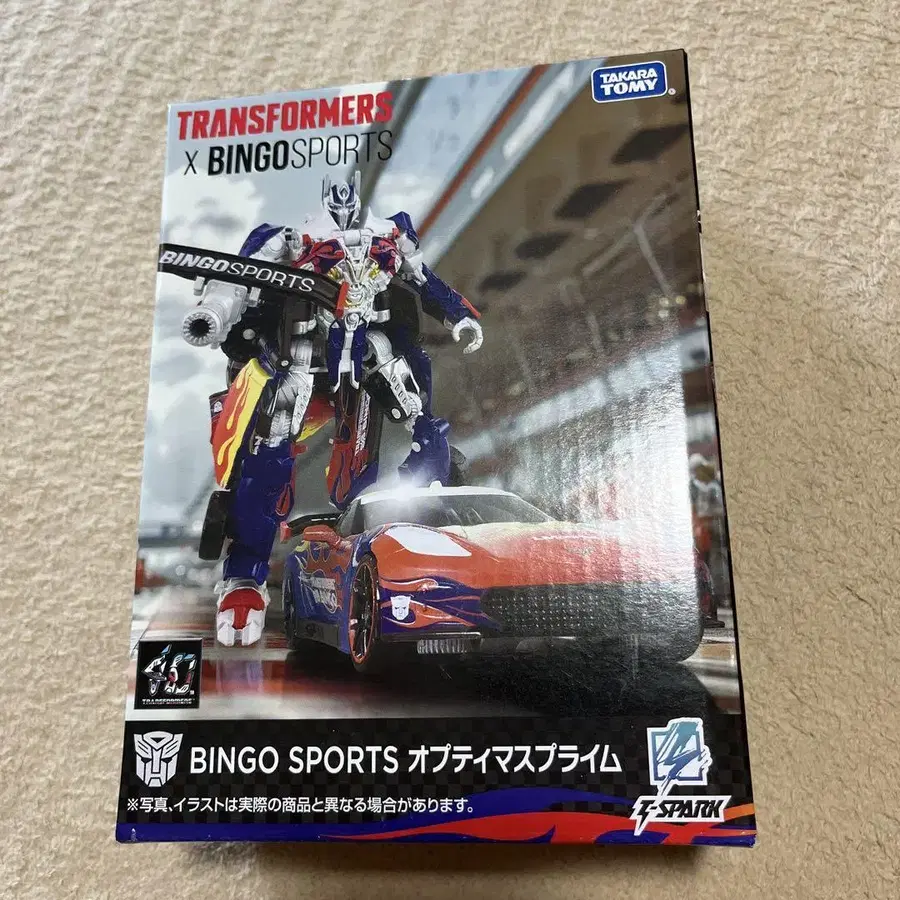 TAKARA
TOMY
TRANSFORMERS
X BINGOSPORTS
BINGOSPORTS
40
TRANSFORMERS
BINGO SPORTS オプティマスプライム
※写真、イラストは実際の商品と異なる場合があります。
T-SPARK